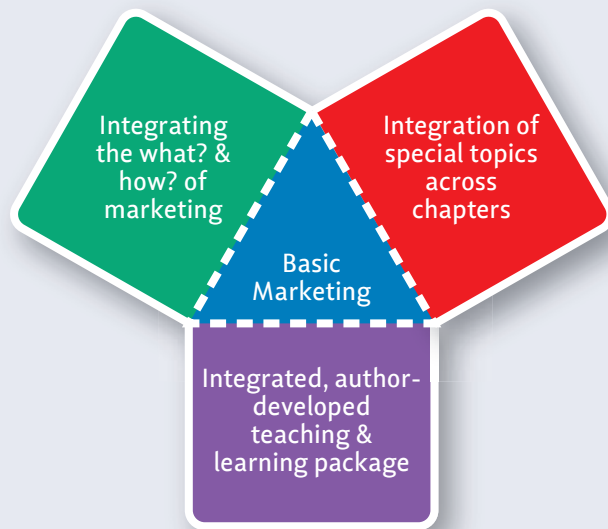 Integrating
the what? &
how? of
marketing
Integration of
special topics
across
chapters
Basic
Marketing
Integrated, author-
developed
teaching &
learning package